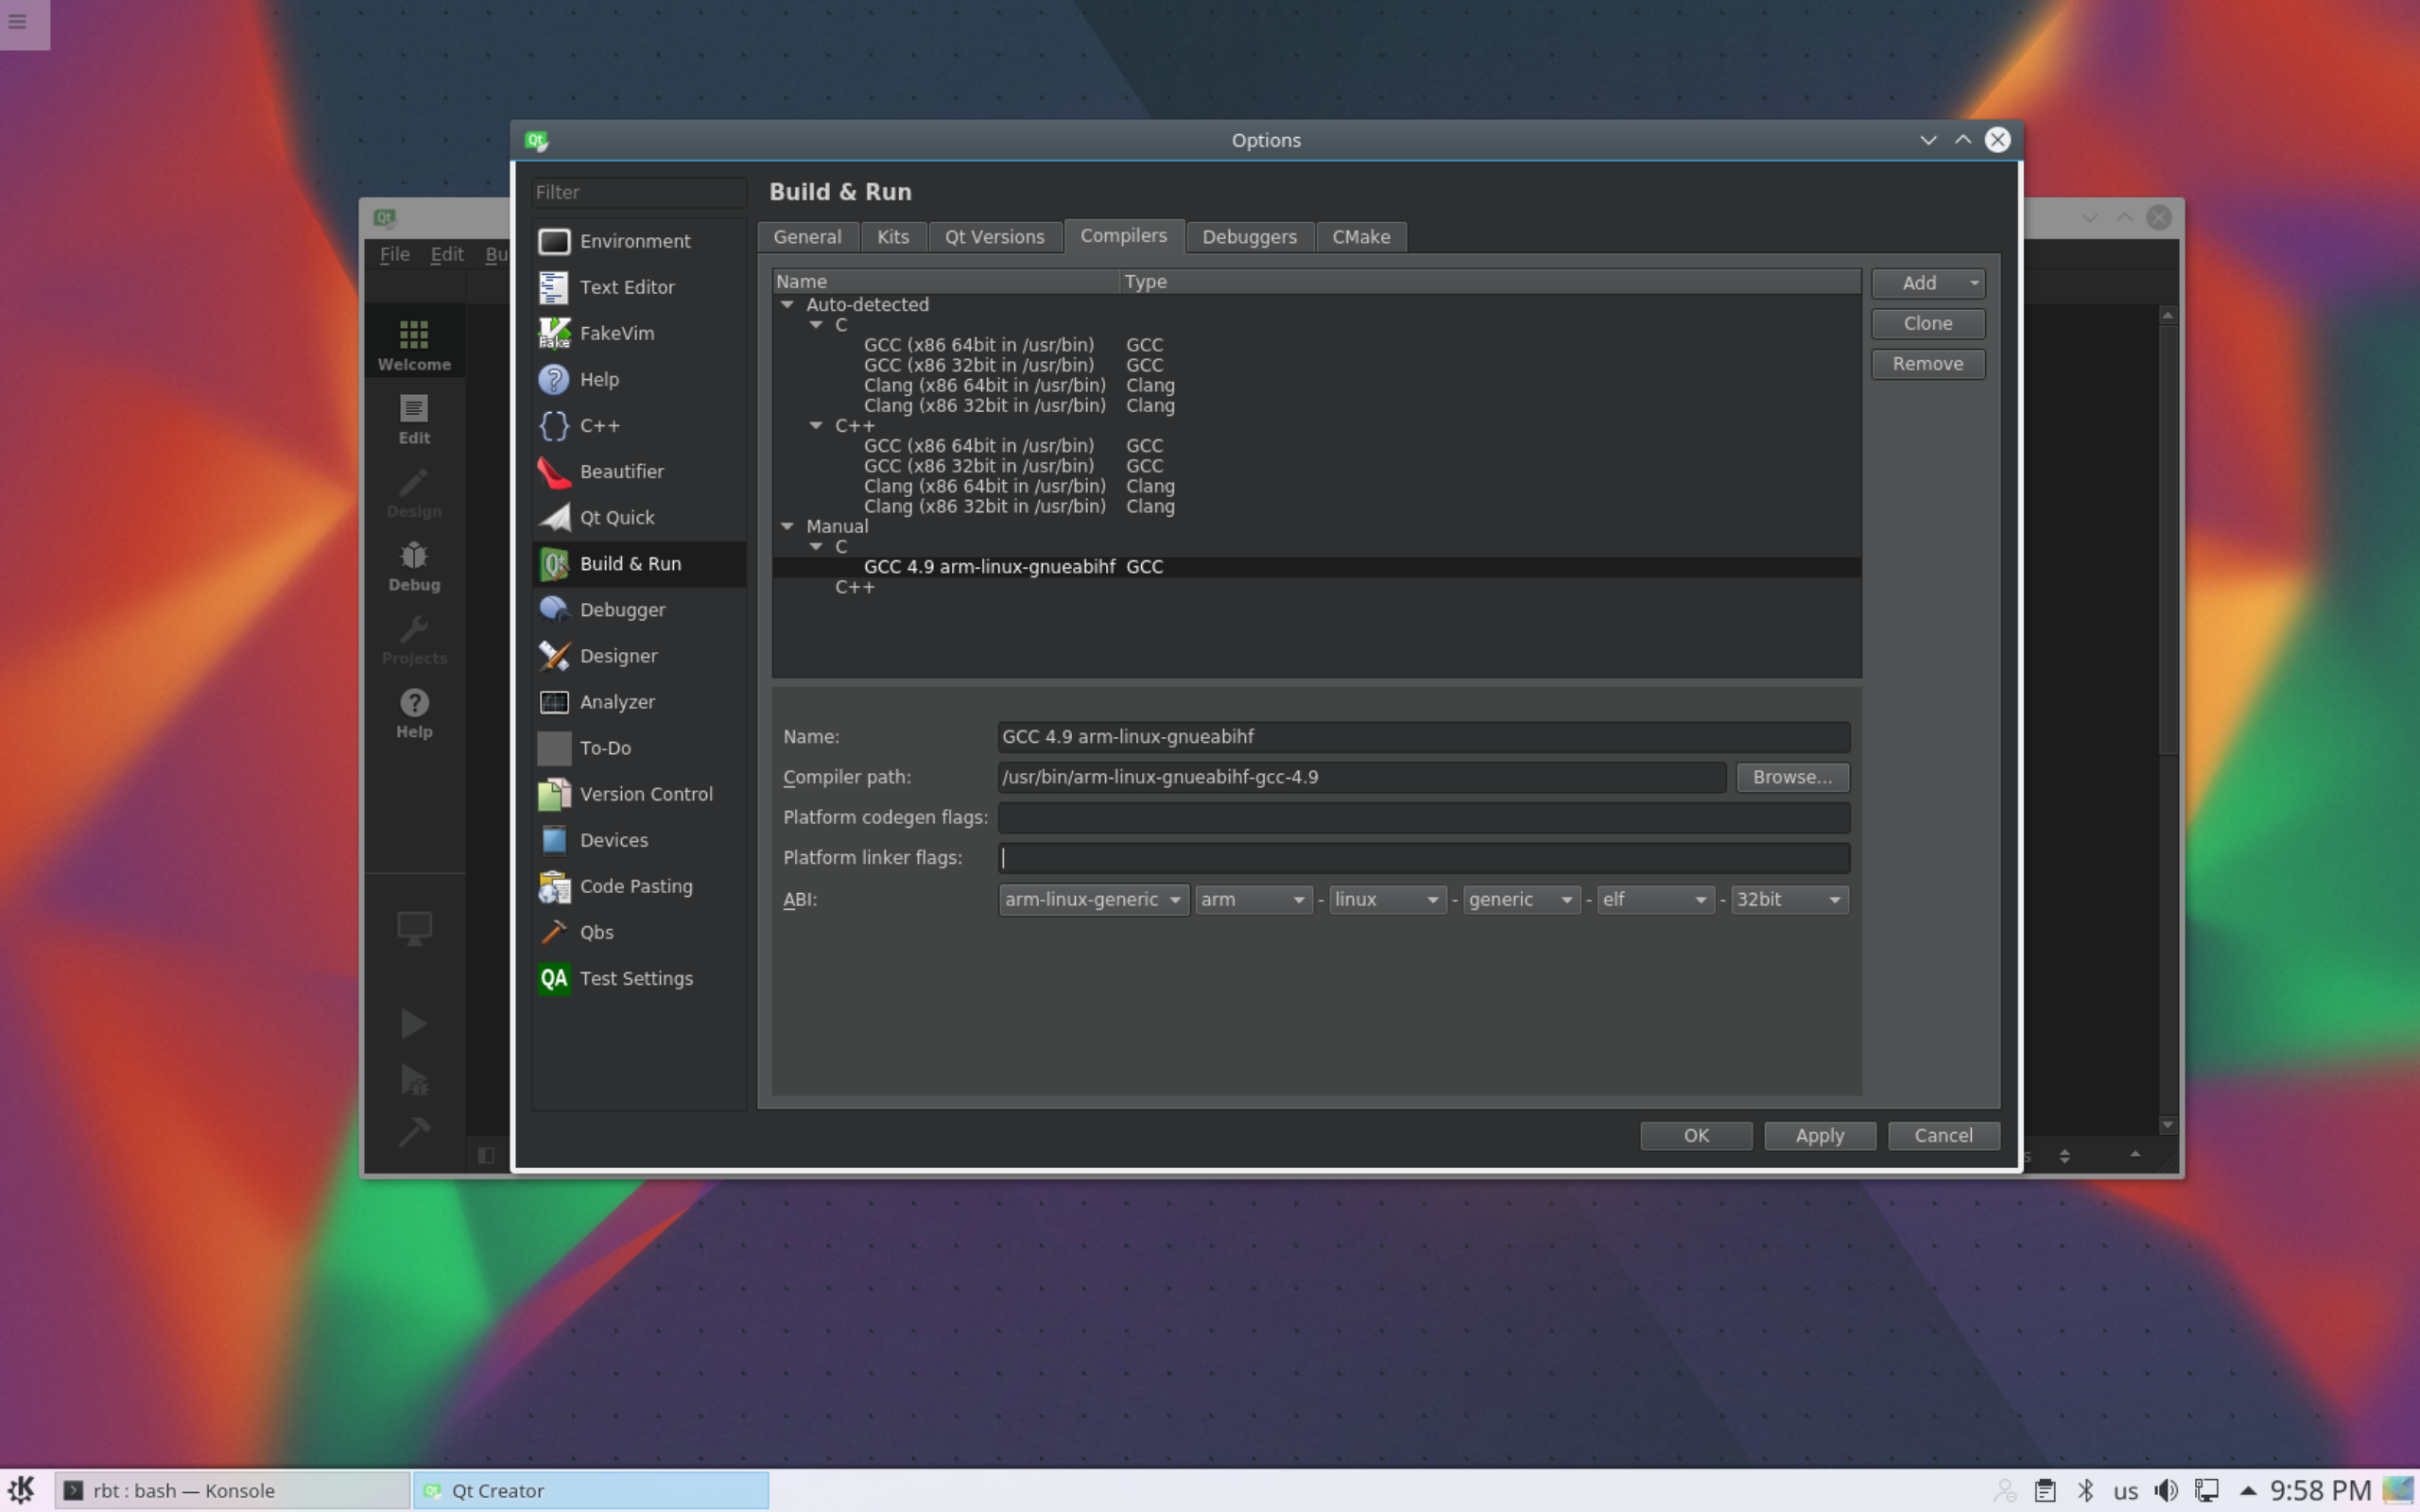 Options
Filter
Build & Run
File Edit Bu
General Kits Qt Versions Compilers Debuggers CMake
Environment
Text Editor
FakeVim
Help
C++
Beautifier
Qt Quick
Build & Run
Debugger
Designer
Analyzer
To-Do
Version Control
Devices
Code Pasting
Qbs
QA Test Settings
Welcome
Edit
Design
Debug
Projects
Help
Name Type
Auto-detected
C
GCC (x86 64bit in /usr/bin) GCC
GCC (x86 32bit in /usr/bin) GCC
Clang (x86 64bit in /usr/bin) Clang
Clang (x86 32bit in /usr/bin) Clang
C++
GCC (x86 64bit in /usr/bin) GCC
GCC (x86 32bit in /usr/bin) GCC
Clang (x86 64bit in /usr/bin) Clang
Clang (x86 32bit in /usr/bin) Clang
Manual
C
GCC 4.9 arm-linux-gnueabihf GCC
C++
Add
Clone
Remove
Name: GCC 4.9 arm-linux-gnueabihf
Compiler path: /usr/bin/arm-linux-gnueabihf-gcc-4.9 Browse...
Platform codegen flags:
Platform linker flags:
ABI: arm-linux-generic arm - linux - generic - elf - 32bit
OK Apply Cancel
s
rbt : bash — Konsole Qt Creator us 9:58 PM